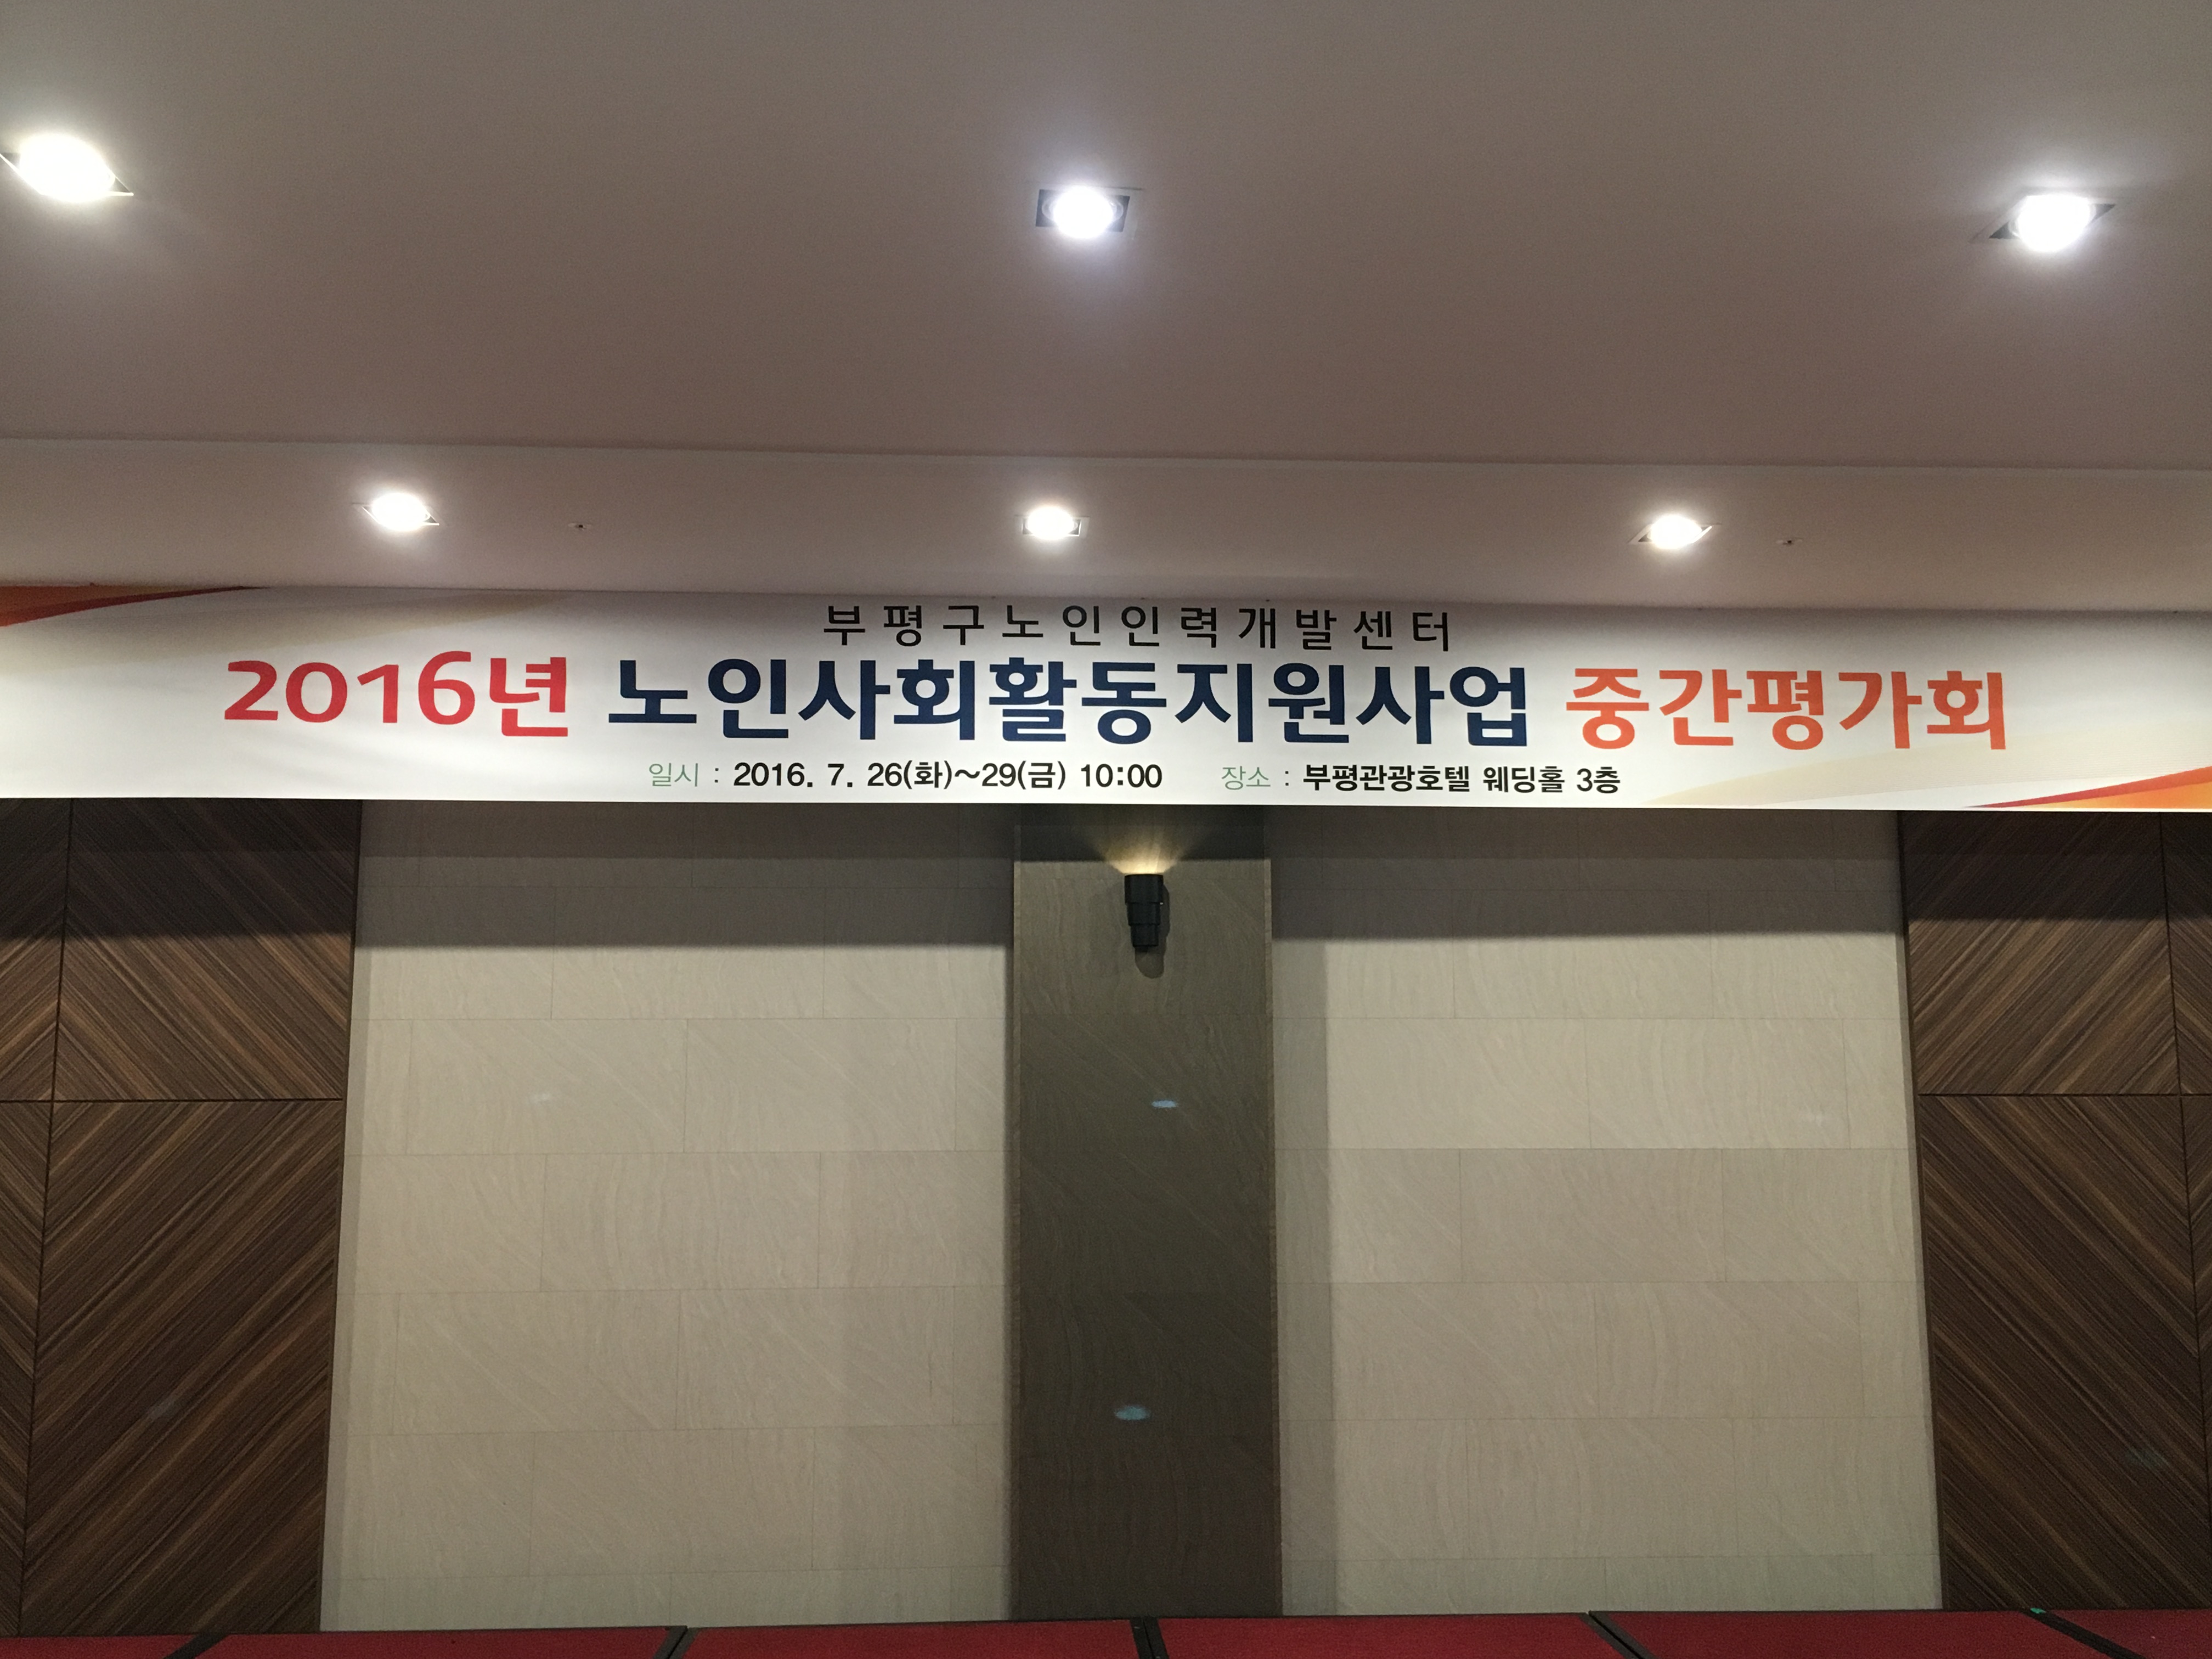 부평구노인인력개발센터
2016년 노인사회활동지원사업 중간평가회
일시 : 2016. 7. 26(화)~29(금) 10:00 장소 : 부평관광호텔 웨딩홀 3층